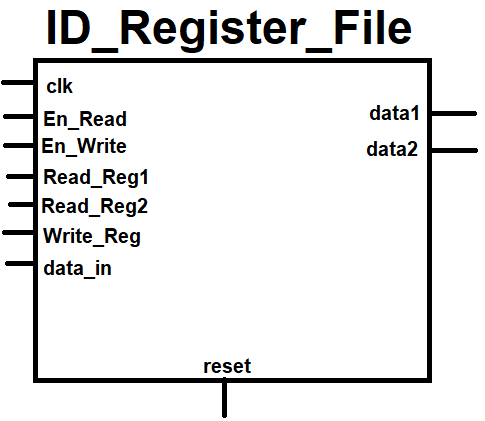 ID_Register_File
clk
En_Read
En_Write
Read_Reg1
Read_Reg2
Write_Reg
data_in
data1
data2
reset